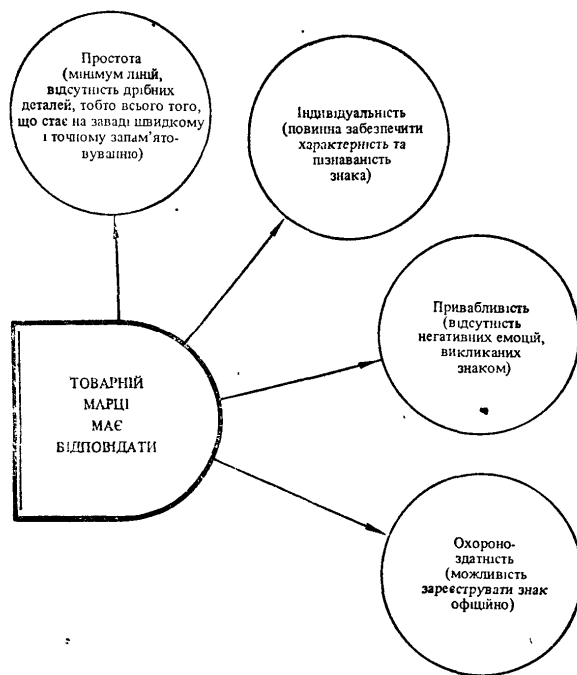 Простота
(мінімум ліній,
відсутність дрібних
деталей, тобто всього того,
що стає на заваді швидкому
і точному запам’ято-
вуванню)
Індивідуальність
(повинна забезпечити
характерність та
пізнаваність
знака)
Привабливість
(відсутність
негативних емоцій,
викликаних
знаком)
ТОВАРНІЙ
МАРЦІ
МАЄ
ВІДПОВІДАТИ
Охороно-
здатність
(можливість
зареєструвати знак
офіційно)